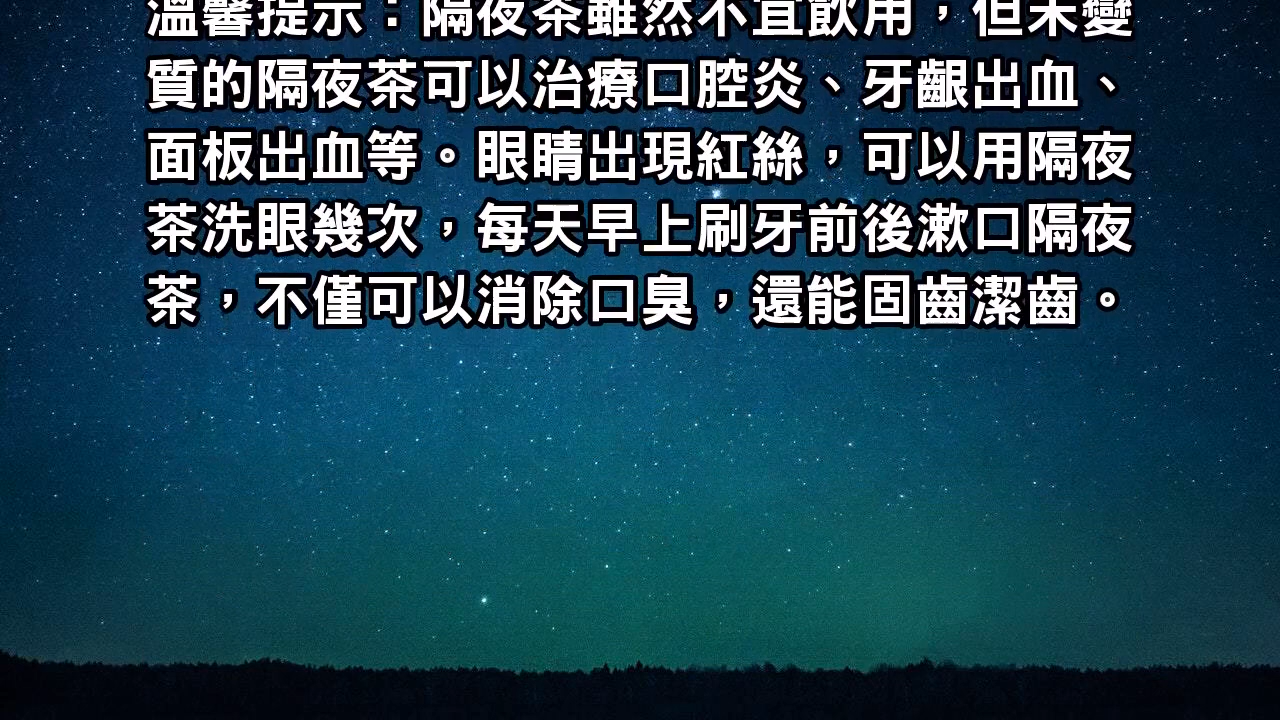 溫馨提示：隔夜茶雖然不宜飲用，但未變
質的隔夜茶可以治療口腔炎、牙齦出血、
面板出血等。眼睛出現紅絲，可以用隔夜
茶洗眼幾次，每天早上刷牙前後漱口隔夜
茶，不僅可以消除口臭，還能固齒潔齒。